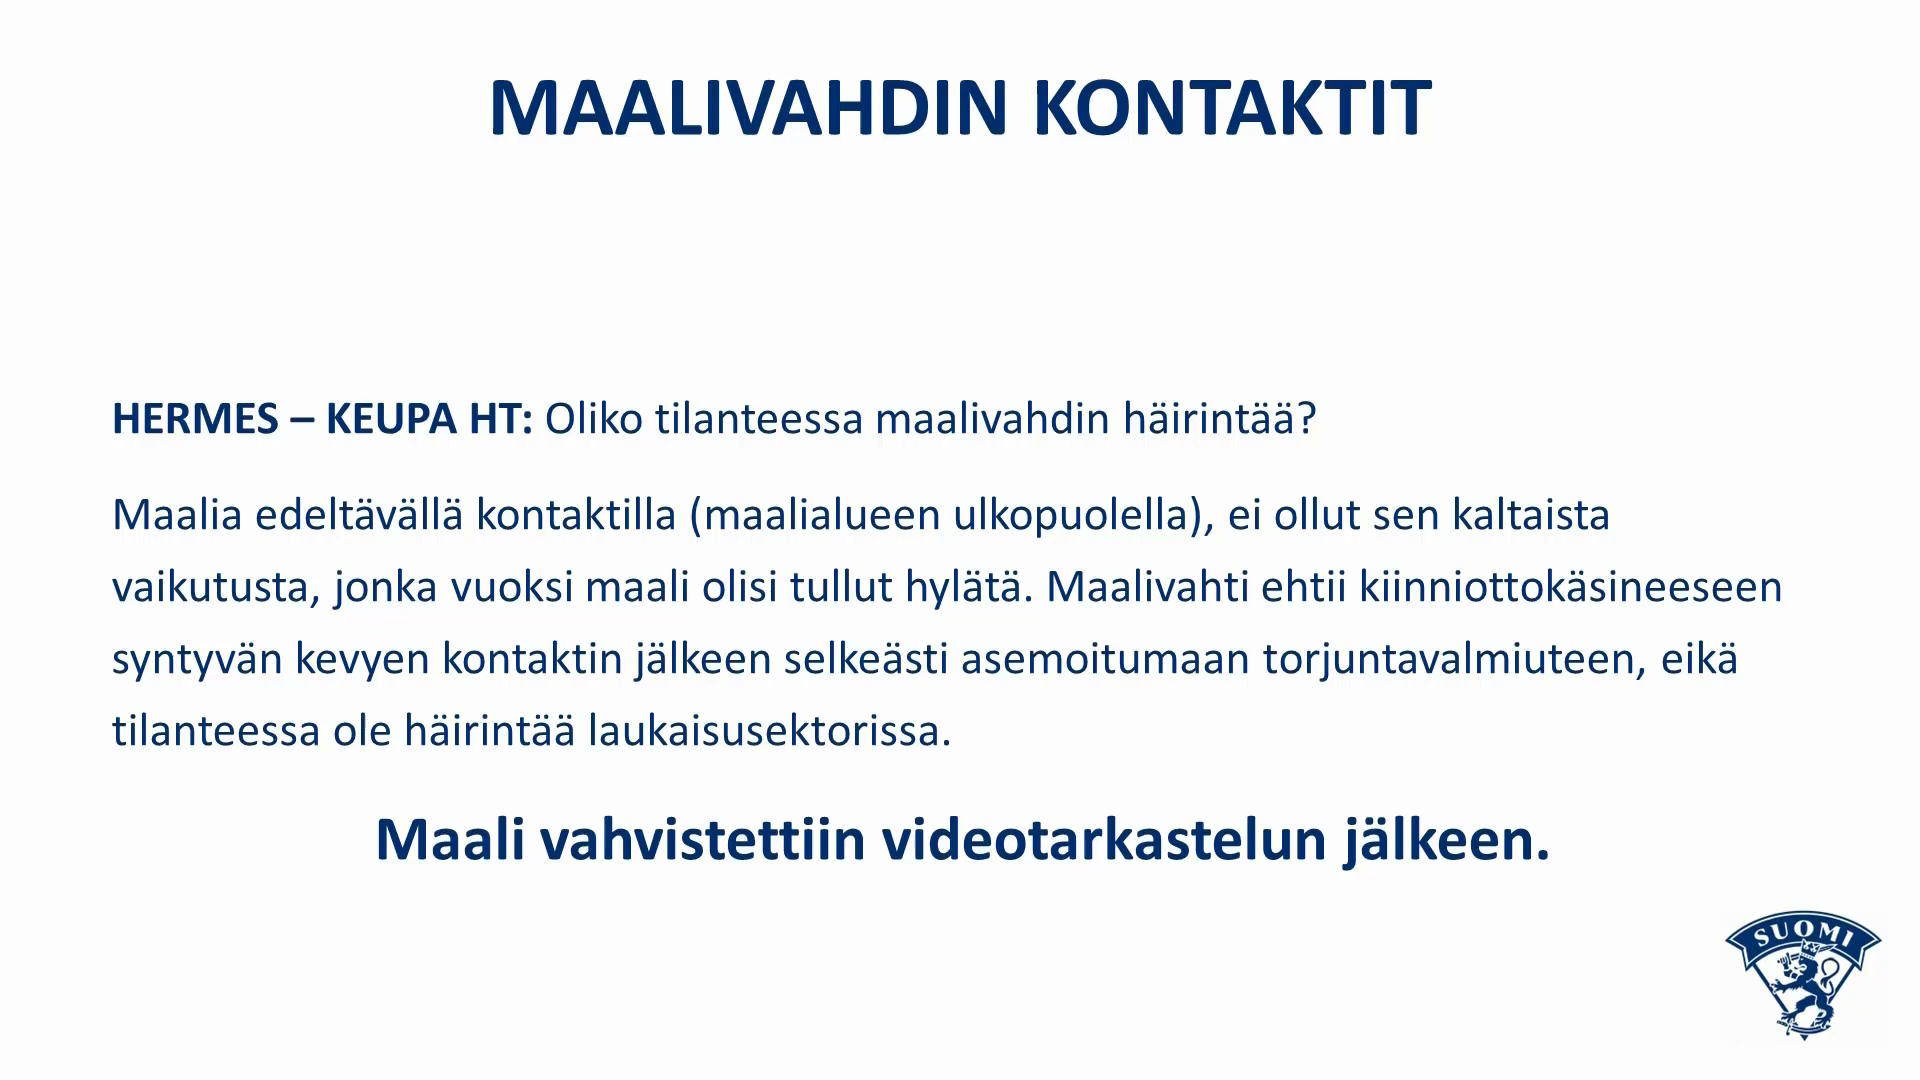 MAALIVAHDIN KONTAKTIT
HERMES – KEUPA HT: Oliko tilanteessa maalivahdin häirintää?
Maalia edeltävällä kontaktilla (maalialueen ulkopuolella), ei ollut sen kaltaista
vaikutusta, jonka vuoksi maali olisi tullut hylätä. Maalivahti ehtii kiinniottokäsineeseen
syntyvän kevyen kontaktin jälkeen selkeästi asemoitumaan torjuntavalmiuteen, eikä
tilanteessa ole häirintää laukaisusektorissa.
Maali vahvistettiin videotarkastelun jälkeen.
SUOMI